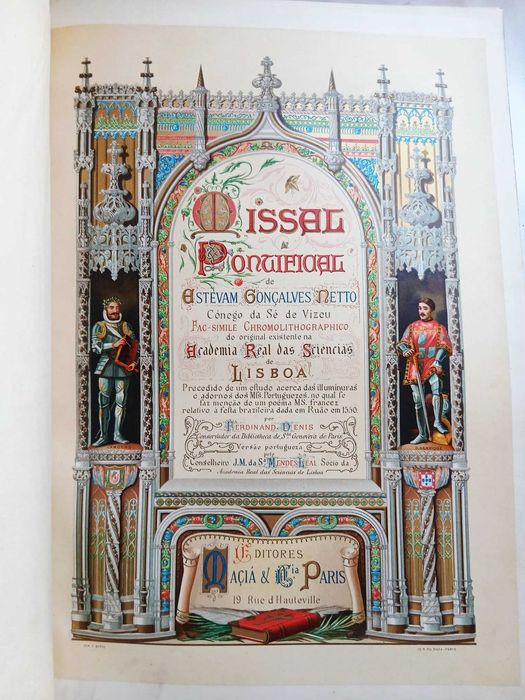 Missal
Pontifical
de
Estevam Gonçalves Netto
Cónego da Sé de Vizeu
Fac-simile Chromolithographico
do original existente na
Academia Real das Sciencias
de
Lisboa
Precedido de um estudo acerca das illuminuras
e adornos dos Mss. Portuguezes, no qual se
faz menção de um poema MS. francez
relativo á festa brazileira dada em Ruão em 1550.
por
Ferdinand Denis
Conservador da Bibliotheca de Sta. Genoveva de Paris
Versão portugueza
pelo
Conselheiro J.M. da Sa. Mendes Leal Socio da
Academia Real das Sciencias de Lisboa
Editores
Maçiá & Cia Paris
19 Rue d'Hauteville